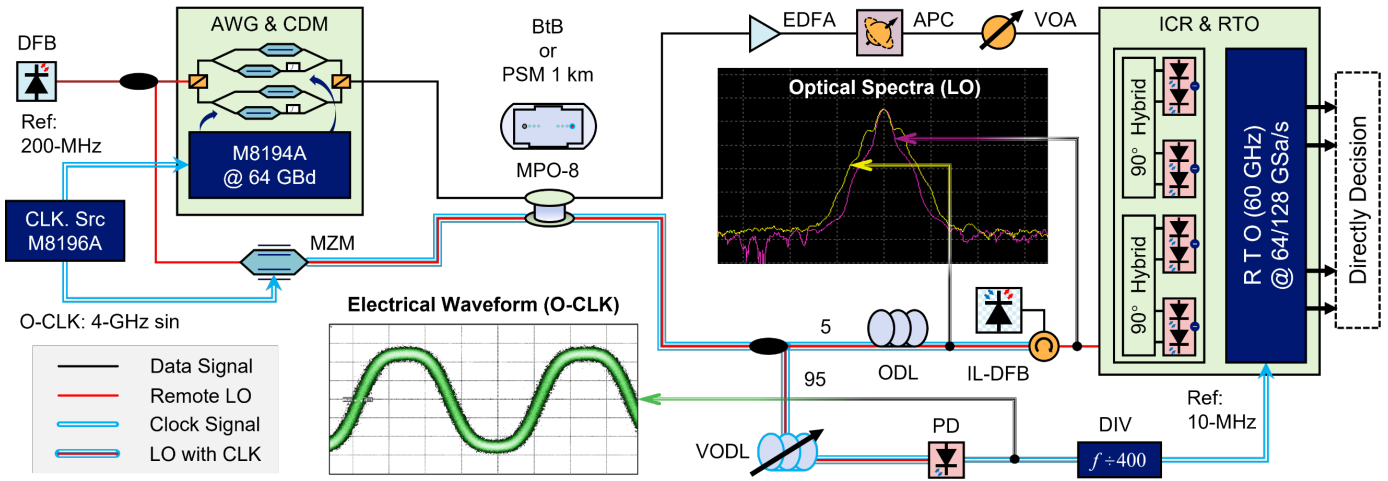 AWG & CDM
DFB
Ref:
200-MHz
M8194A
@ 64 GBd
CLK. Src
M8196A
MZM
O-CLK: 4-GHz sin
Data Signal
Remote LO
Clock Signal
LO with CLK
BtB
or
PSM 1 km
MPO-8
Electrical Waveform (O-CLK)
EDFA
APC
VOA
Optical Spectra (LO)
5
95
ODL
IL-DFB
VODL
PD
DIV
f÷400
Ref:
10-MHz
ICR & RTO
90° Hybrid
90° Hybrid
R T O (60 GHz)
@ 64/128 GSa/s
Directly Decision